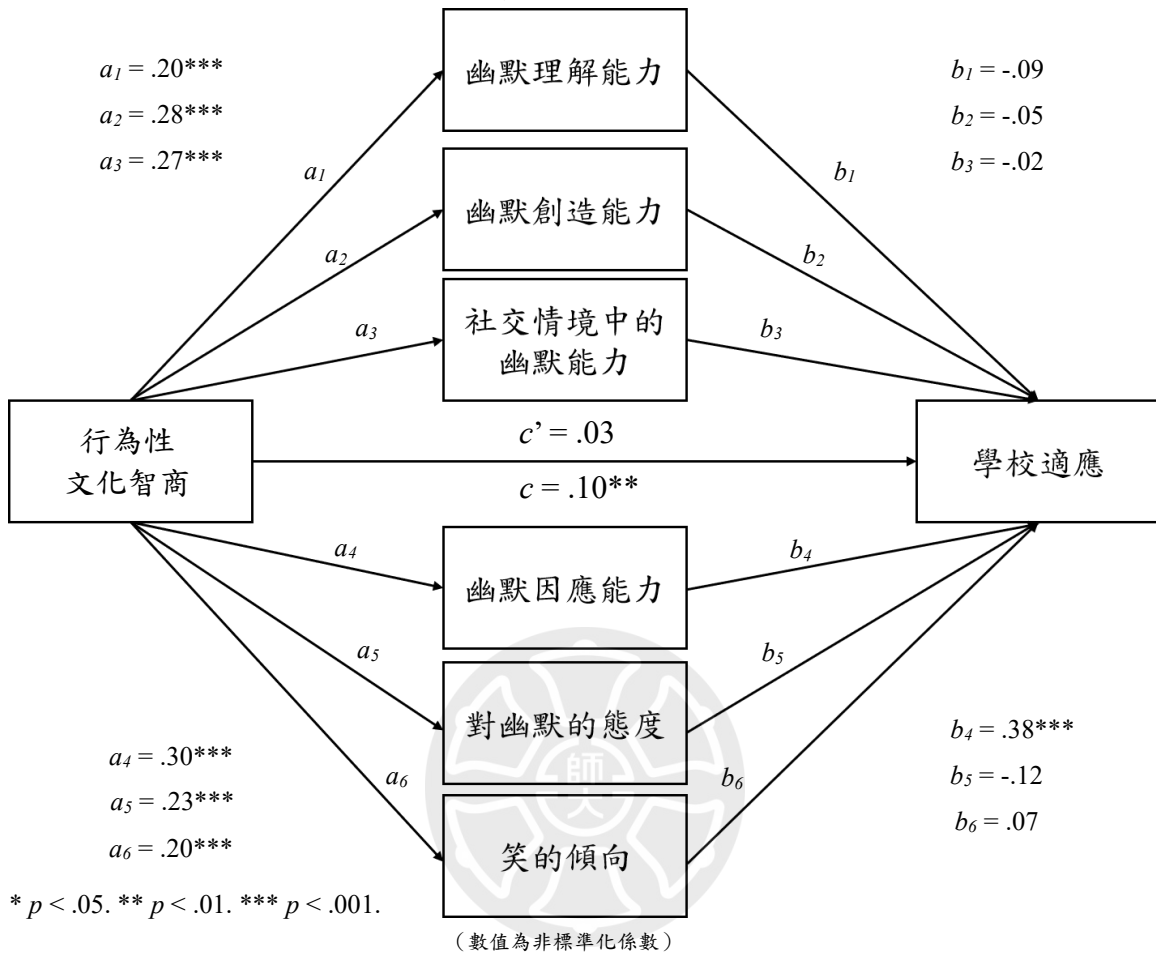 a1 = .20***
a2 = .28***
a3 = .27***
幽默理解能力
b1 = -.09
b2 = -.05
b3 = -.02
a1
b1
幽默創造能力
a2
b2
社交情境中的
幽默能力
a3
b3
行為性
文化智商
c’ = .03
c = .10**
學校適應
a4
幽默因應能力
b4
a5
對幽默的態度
b5
a6
師大
b6
笑的傾向
a4 = .30***
a5 = .23***
a6 = .20***
b4 = .38***
b5 = -.12
b6 = .07
* p < .05. ** p < .01. *** p < .001.
（數值為非標準化係數）